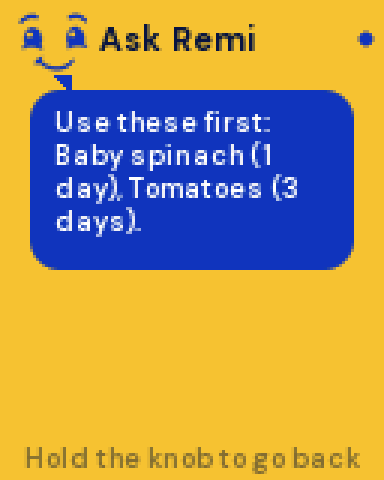 Ask Remi
Use these first:
Baby spinach (1
day), Tomatoes (3
days).
Hold the knob to go back